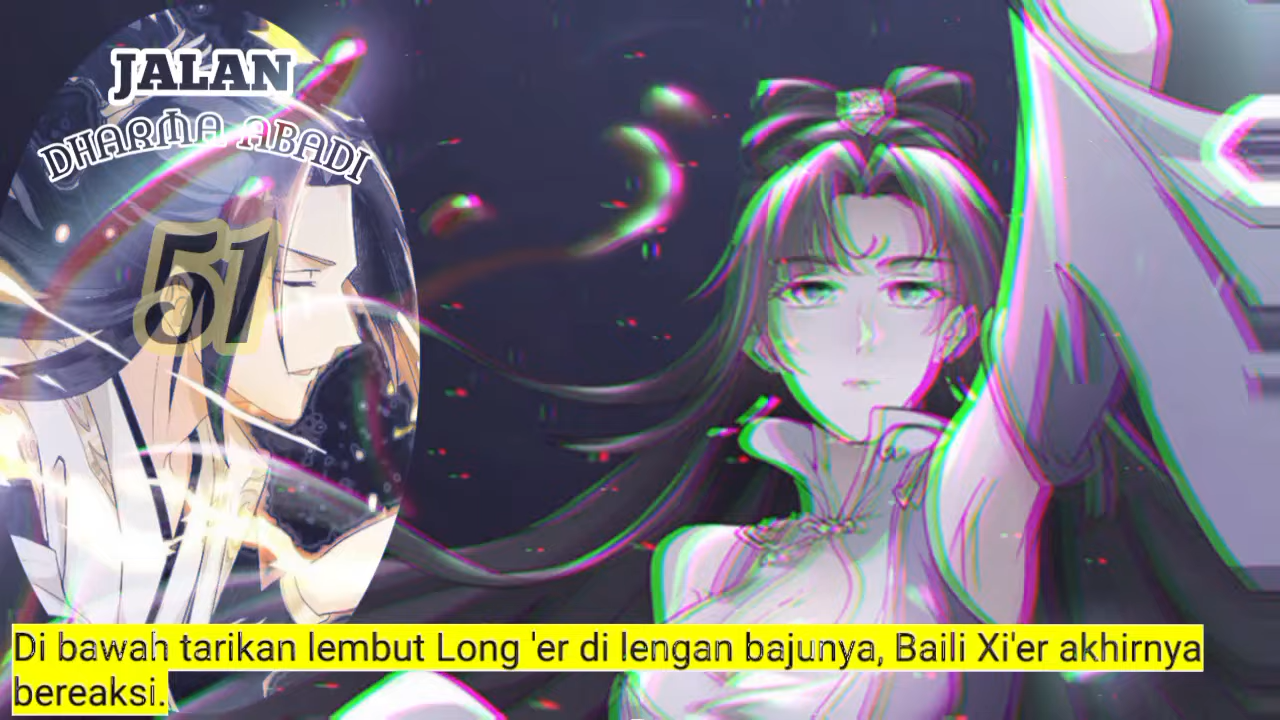 JALAN
DHARMA ABADI
51
Di bawah tarikan lembut Long 'er di lengan bajunya, Baili Xi'er akhirnya
bereaksi.